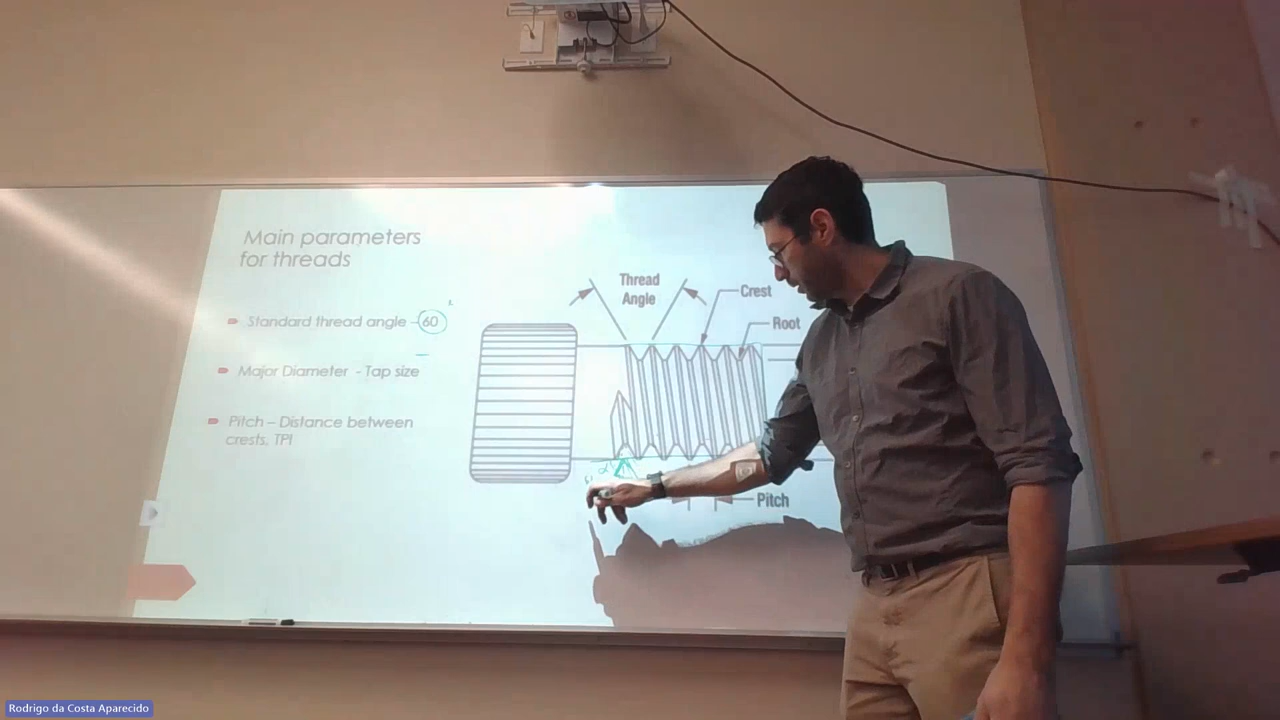 Main parameters
for threads
Standard thread angle – 60
Major Diameter - Tap size
Pitch – Distance between
crests, TPI
Thread
Angle
Crest
Root
Pitch
Rodrigo da Costa Aparecido